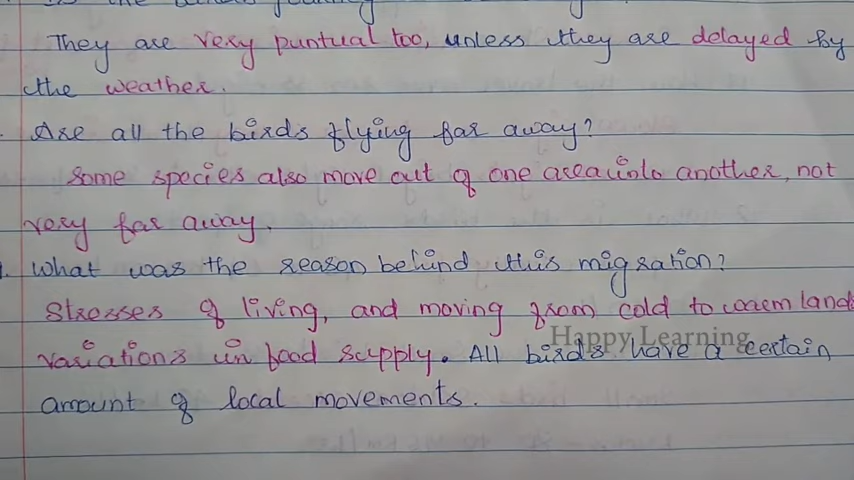 They are very puntual too, unless they are delayed by
the weather.
Are all the birds flying far away?
Some species also move out of one area into another, not
very far away.
What was the reason behind this migration?
Stresses of living, and moving from cold to warm land
variations in food supply. All birds have a certain
amount of local movements.
Happy Learning